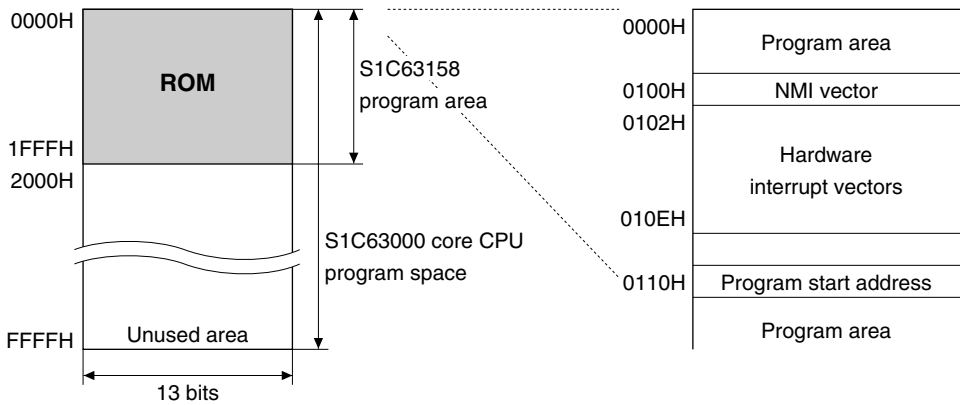 0000H
ROM
1FFFH
2000H
FFFFH
Unused area
13 bits
S1C63158
program area
S1C63000 core CPU
program space
0000H
Program area
0100H
NMI vector
0102H
Hardware
interrupt vectors
010EH
0110H
Program start address
Program area